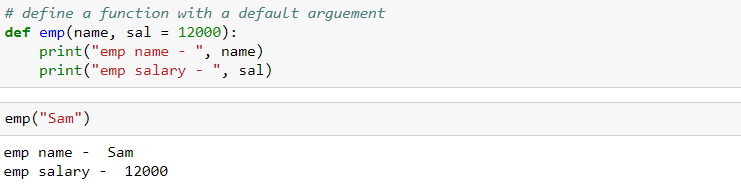 # define a function with a default arguement
def emp(name, sal = 12000):
    print("emp name - ", name)
    print("emp salary - ", sal)
emp("Sam")
emp name -  Sam
emp salary -  12000